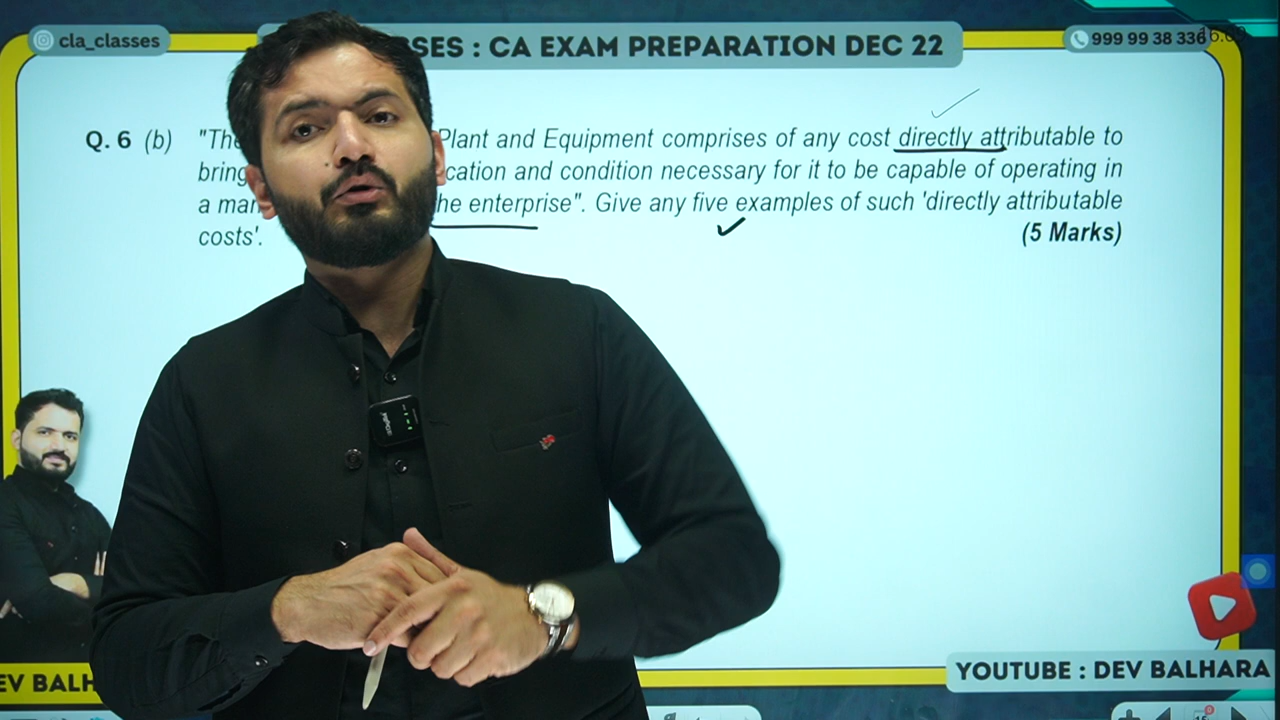 cla_classes
SES : CA EXAM PREPARATION DEC 22
999 99 38 336
Q. 6 (b) "The Plant and Equipment comprises of any cost directly attributable to
bring cation and condition necessary for it to be capable of operating in
a man he enterprise". Give any five examples of such 'directly attributable
costs'.
(5 Marks)
EV BALH
YOUTUBE : DEV BALHARA